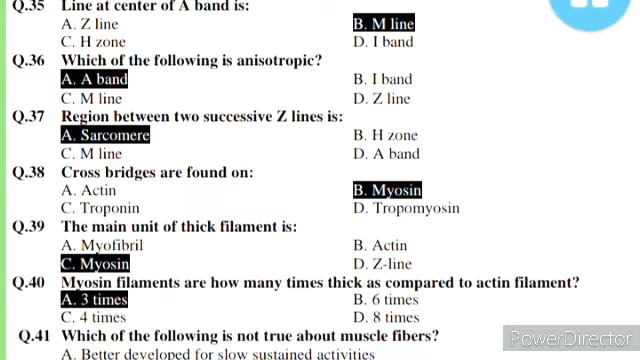 Q.35 Line at center of A band is:
A. Z line B. M line
C. H zone D. I band
Q.36 Which of the following is anisotropic?
A. A band B. I band
C. M line D. Z line
Q.37 Region between two successive Z lines is:
A. Sarcomere B. H zone
C. M line D. A band
Q.38 Cross bridges are found on:
A. Actin B. Myosin
C. Troponin D. Tropomyosin
Q.39 The main unit of thick filament is:
A. Myofibril B. Actin
C. Myosin D. Z-line
Q.40 Myosin filaments are how many times thick as compared to actin filament?
A. 3 times B. 6 times
C. 4 times D. 8 times
Q.41 Which of the following is not true about muscle fibers?
A. Better developed for slow sustained activities
PowerDirector